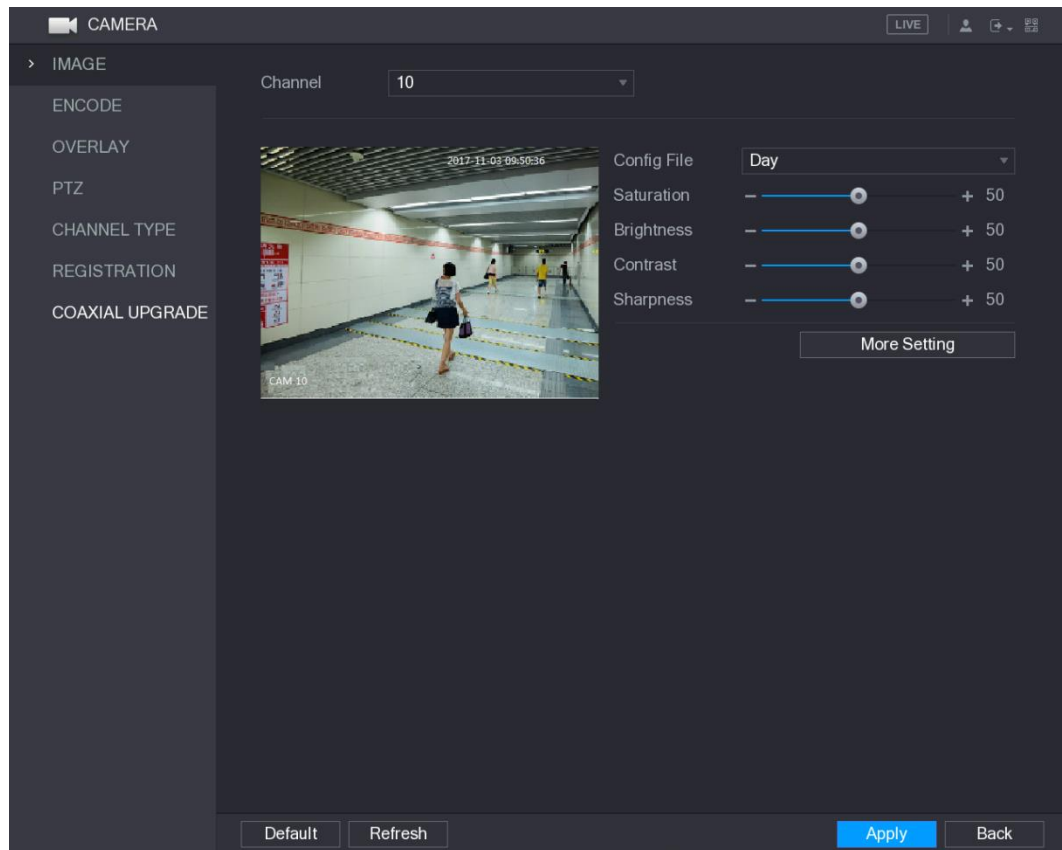 CAMERA
LIVE
IMAGE
ENCODE
OVERLAY
PTZ
CHANNEL TYPE
REGISTRATION
COAXIAL UPGRADE
Channel 10
2017-11-03 09:50:36
CAM 10
Config File Day
Saturation 50
Brightness 50
Contrast 50
Sharpness 50
More Setting
Default Refresh Apply Back